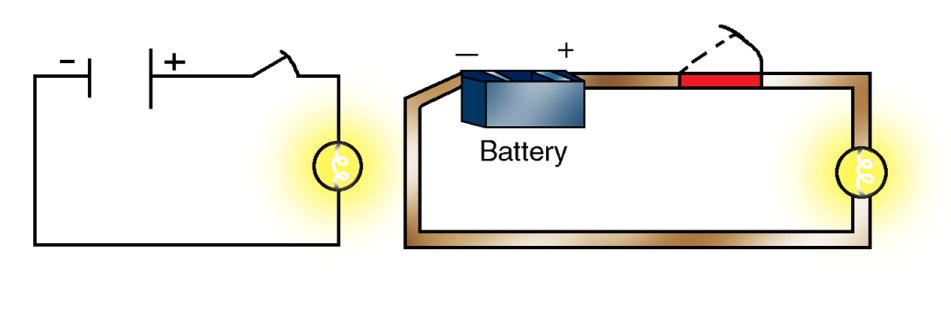 - +
— +
Battery